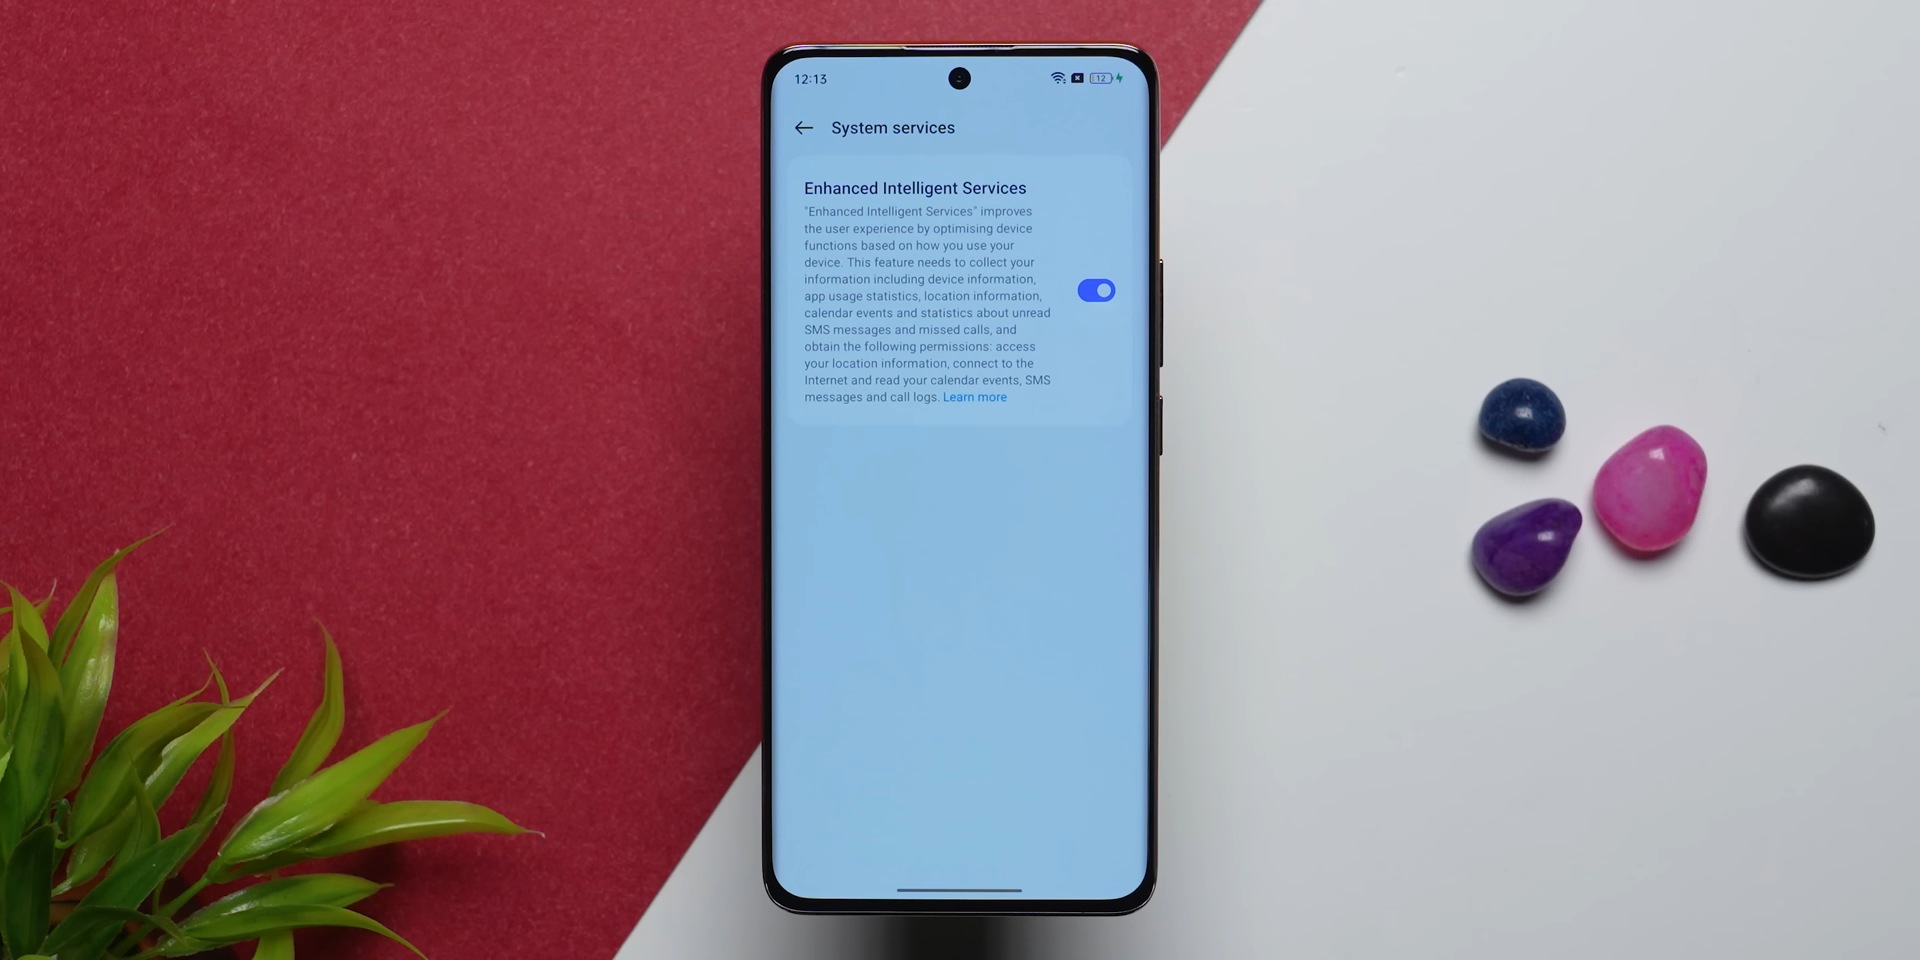 12:13
12
System services
Enhanced Intelligent Services
"Enhanced Intelligent Services" improves
the user experience by optimising device
functions based on how you use your
device. This feature needs to collect your
information including device information,
app usage statistics, location information,
calendar events and statistics about unread
SMS messages and missed calls, and
obtain the following permissions: access
your location information, connect to the
Internet and read your calendar events, SMS
messages and call logs. Learn more